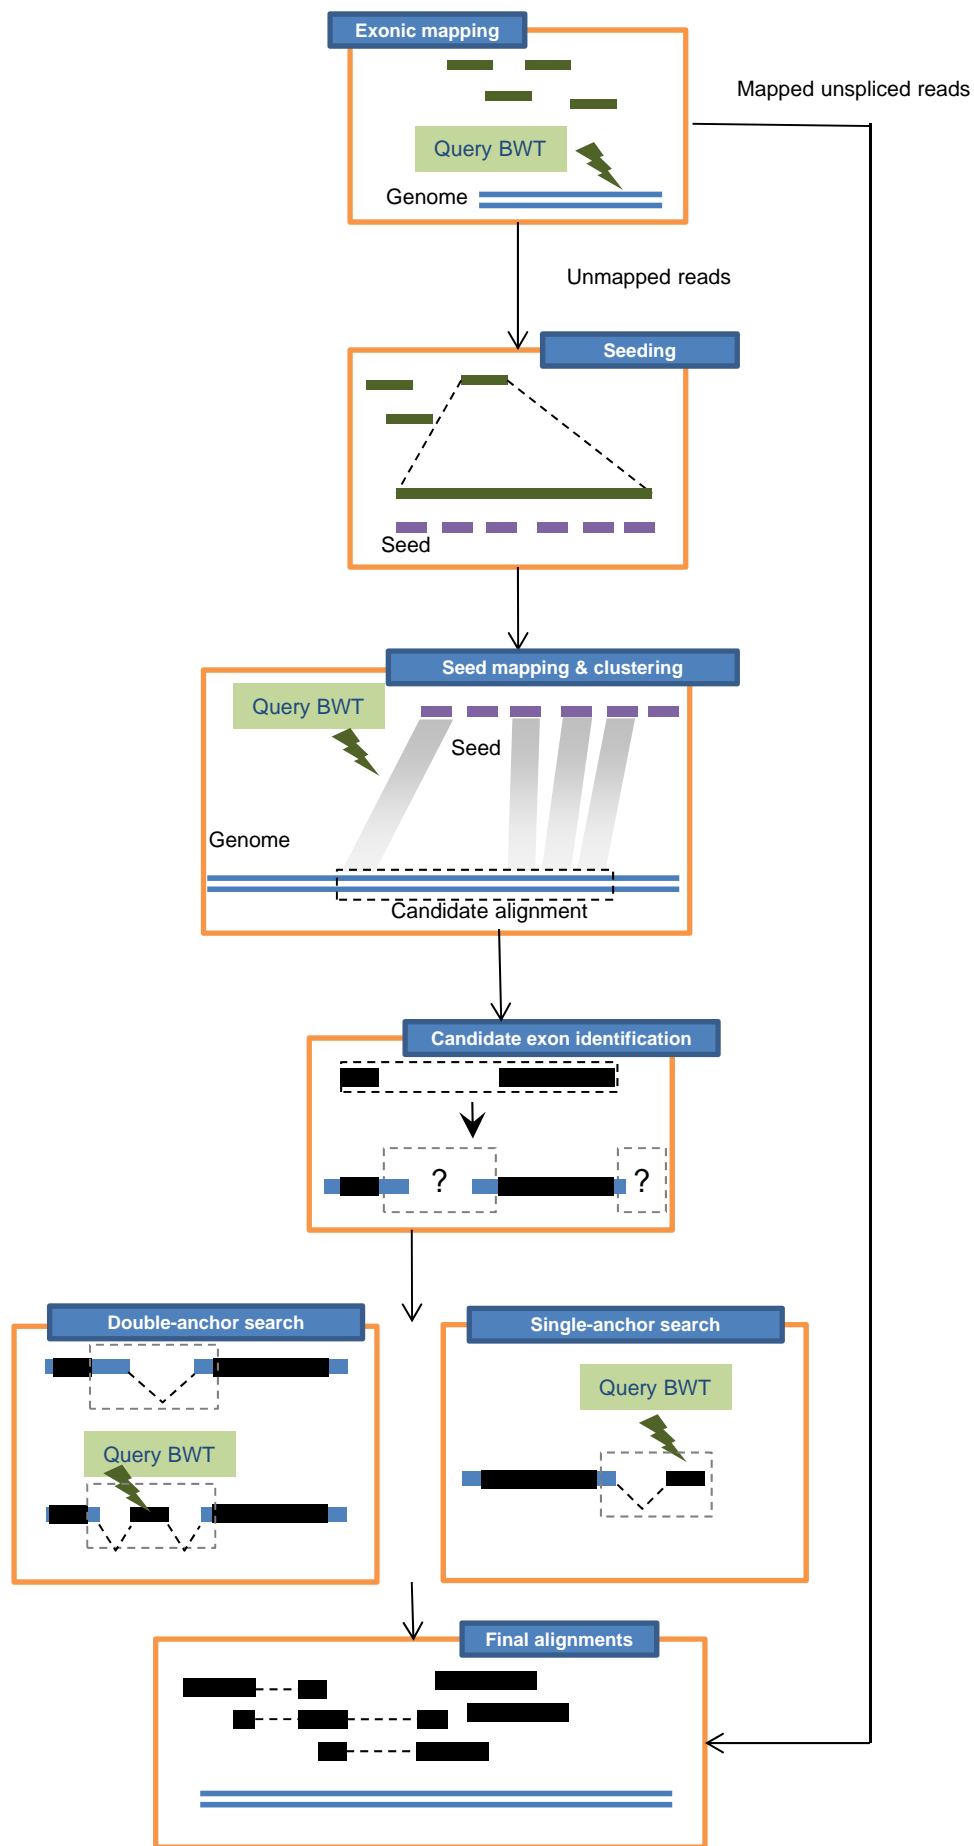 Exonic mapping
Mapped unspliced reads
Query BWT
Genome
Unmapped reads
Seeding
Seed
Seed mapping & clustering
Query BWT
Seed
Genome
Candidate alignment
Candidate exon identification
?
?
Double-anchor search
Query BWT
Single-anchor search
Query BWT
Final alignments